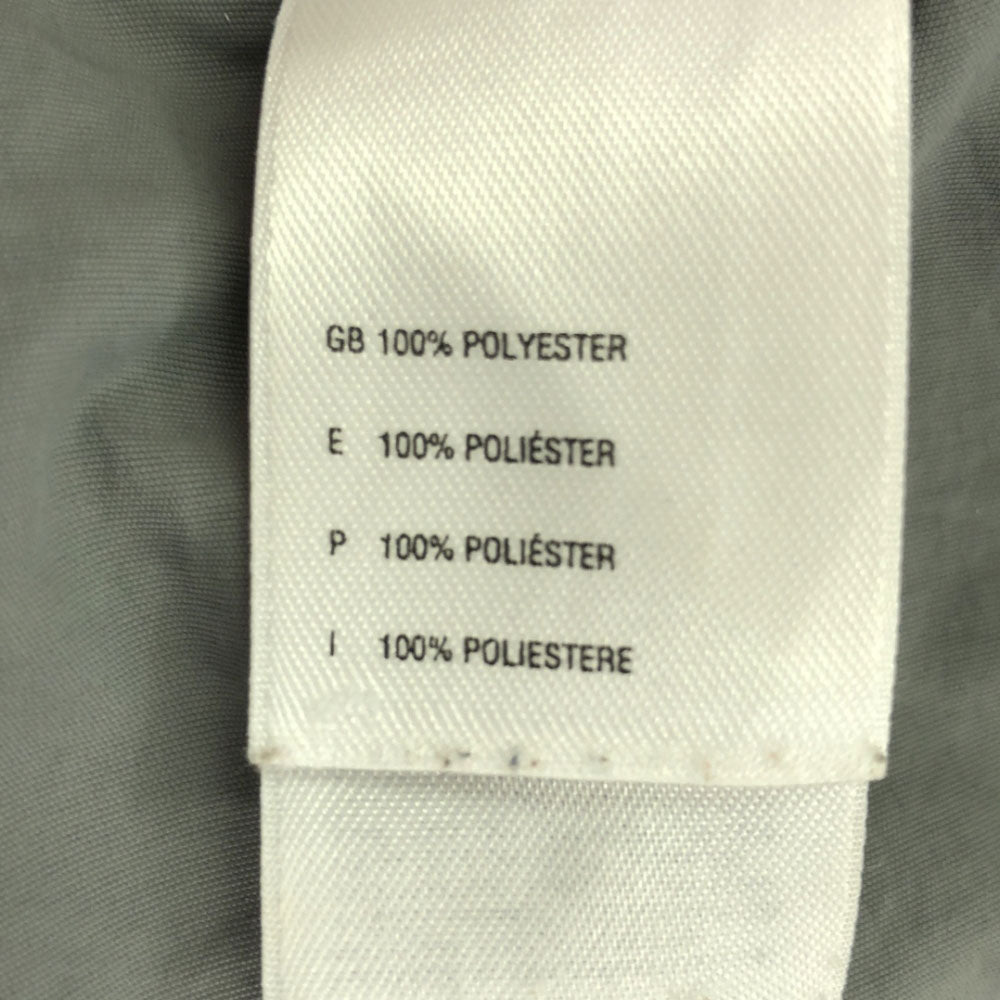 GB 100% POLYESTER
E 100% POLIÉSTER
P 100% POLIÉSTER
I 100% POLIESTERE